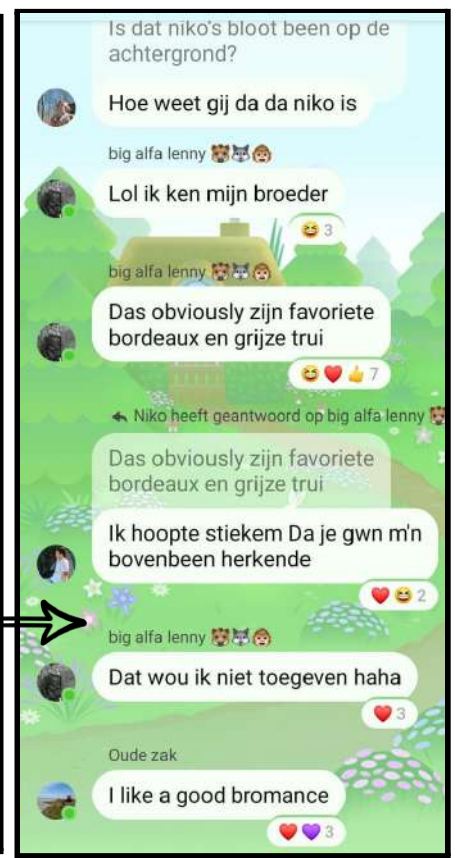 Is dat niko's bloot been op de
achtergrond?
Hoe weet gij da da niko is
big alfa lenny 🐯🐺🐵
Lol ik ken mijn broeder
😆 3
big alfa lenny 🐯🐺🐵
Das obviously zijn favoriete
bordeaux en grijze trui
😆❤️👍 7
Niko heeft geantwoord op big alfa lenny 🐯
Das obviously zijn favoriete
bordeaux en grijze trui
Ik hoopte stiekem Da je gwn m'n
bovenbeen herkende
❤️😆 2
big alfa lenny 🐯🐺🐵
Dat wou ik niet toegeven haha
❤️ 3
Oude zak
I like a good bromance
❤️💜 3